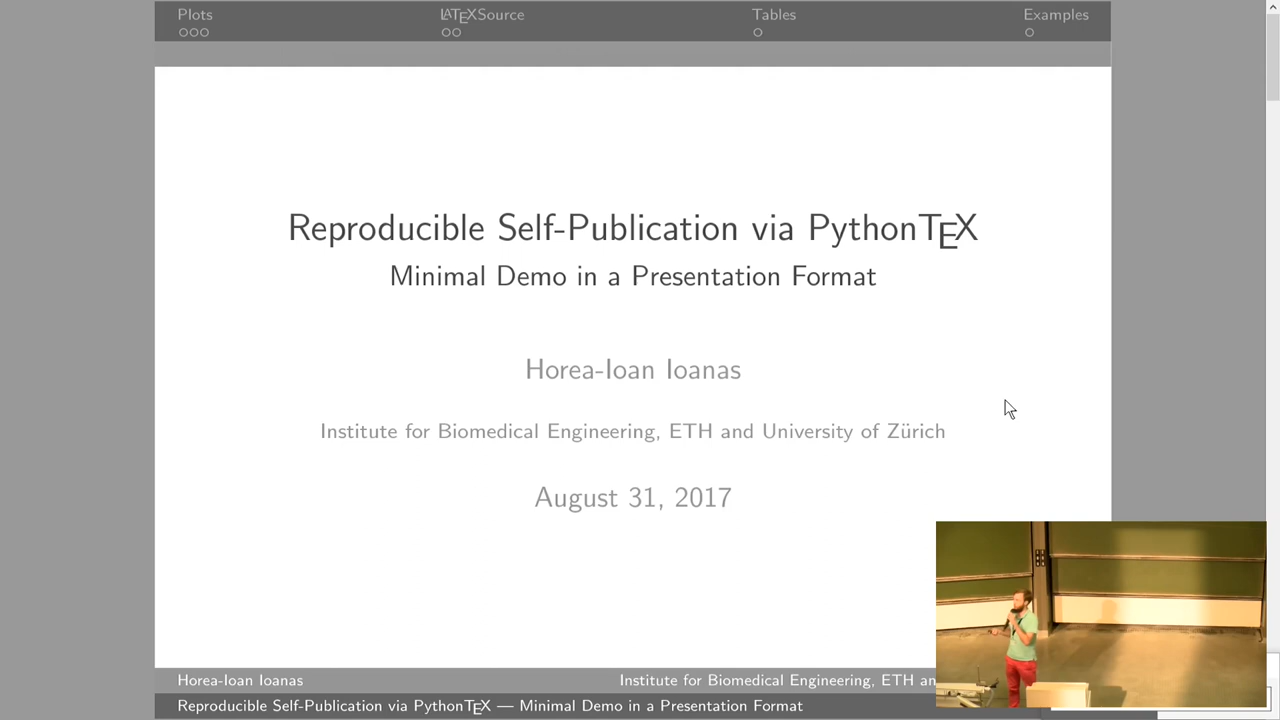 Plots LATEXSource Tables Examples
Reproducible Self-Publication via PythonTEX
Minimal Demo in a Presentation Format
Horea-Ioan Ioanas
Institute for Biomedical Engineering, ETH and University of Zürich
August 31, 2017
Horea-Ioan Ioanas Institute for Biomedical Engineering, ETH
Reproducible Self-Publication via PythonTEX — Minimal Demo in a Presentation Format